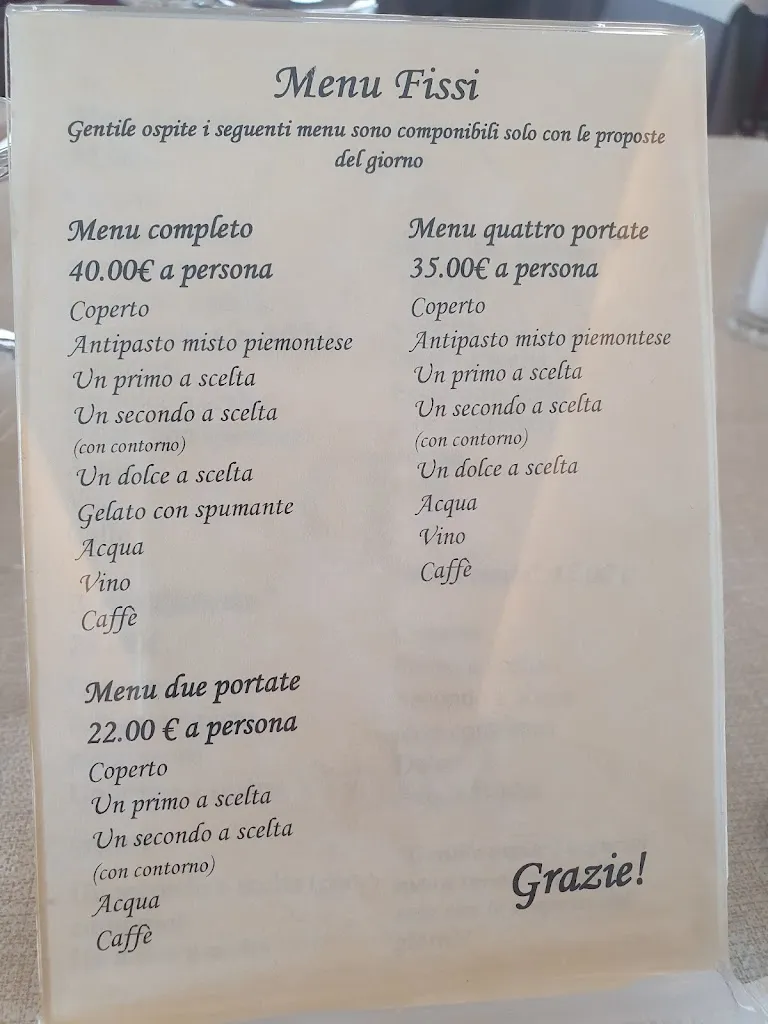 Menu Fissi
Gentile ospite i seguenti menu sono componibili solo con le proposte
del giorno
Menu completo
40.00€ a persona
Coperto
Antipasto misto piemontese
Un primo a scelta
Un secondo a scelta
(con contorno)
Un dolce a scelta
Gelato con spumante
Acqua
Vino
Caffè
Menu quattro portate
35.00€ a persona
Coperto
Antipasto misto piemontese
Un primo a scelta
Un secondo a scelta
(con contorno)
Un dolce a scelta
Acqua
Vino
Caffè
Menu due portate
22.00 € a persona
Coperto
Un primo a scelta
Un secondo a scelta
(con contorno)
Acqua
Caffè
Grazie!